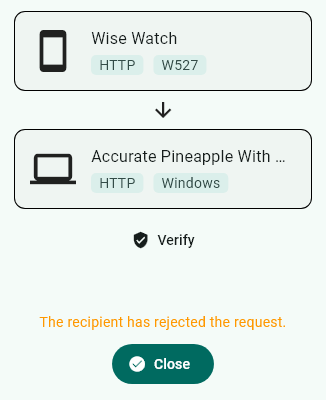 Wise Watch
HTTP W527
Accurate Pineapple With ...
HTTP Windows
Verify
The recipient has rejected the request.
Close